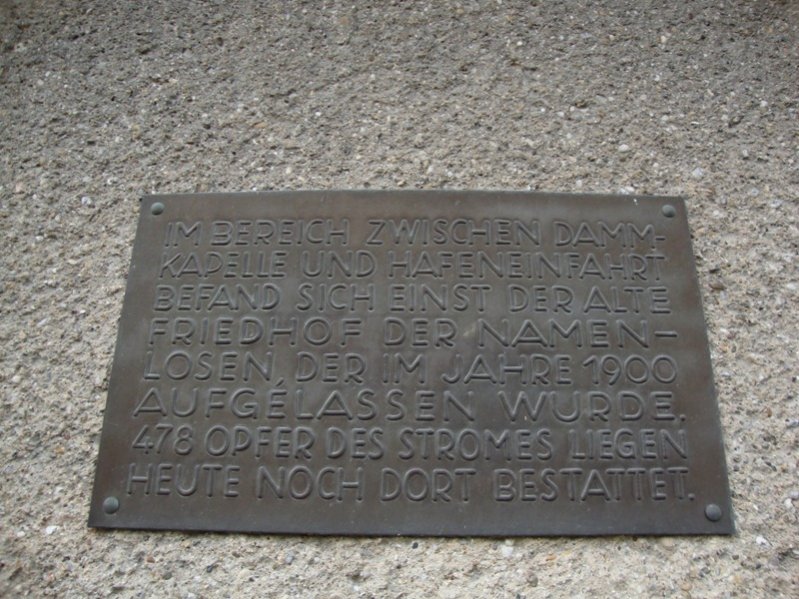 IM BEREICH ZWISCHEN DAMM-
KAPELLE UND HAFENEINFAHRT
BEFAND SICH EINST DER ALTE
FRIEDHOF DER NAMEN-
LOSEN, DER IM JAHRE 1900
AUFGELASSEN WURDE.
478 OPFER DES STROMES LIEGEN
HEUTE NOCH DORT BESTATTET.